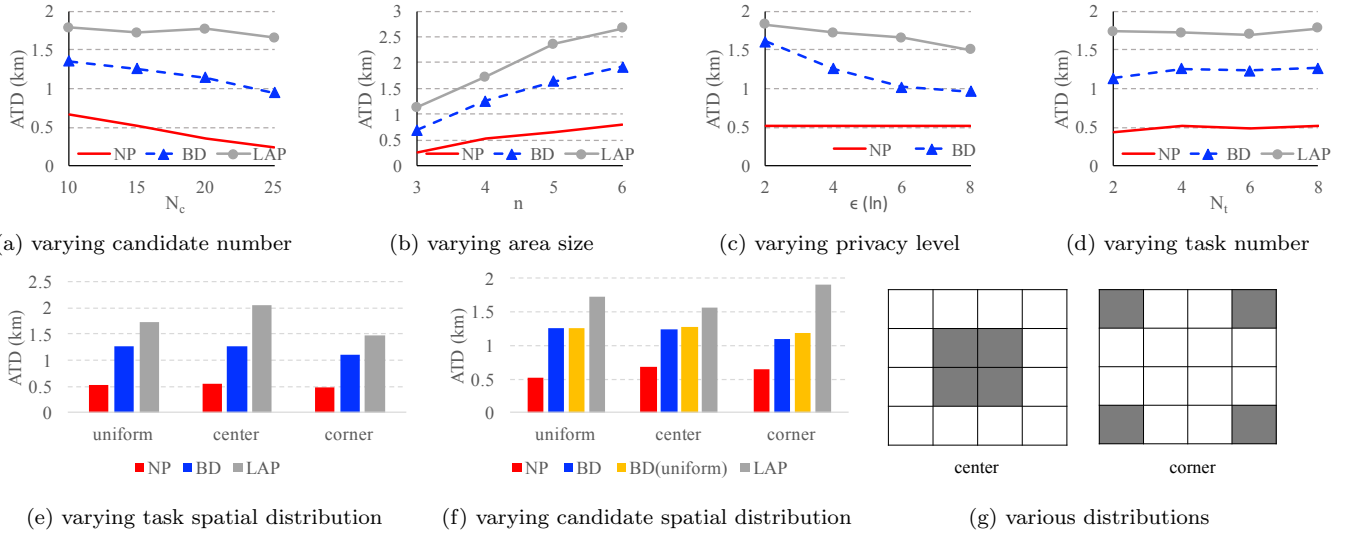 2
1.5
1
0.5
0
ATD (km)
NP BD LAP
10 15 20 25
N_c
(a) varying candidate number
3
2.5
2
1.5
1
0.5
0
ATD (km)
NP BD LAP
3 4 5 6
n
(b) varying area size
2
1.5
1
0.5
0
ATD (km)
NP BD
2 4 6 8
ϵ (ln)
(c) varying privacy level
2
1.5
1
0.5
0
ATD (km)
NP BD LAP
2 4 6 8
N_t
(d) varying task number
2.5
2
1.5
1
0.5
0
ATD (km)
uniform center corner
NP BD LAP
(e) varying task spatial distribution
2
1.5
1
0.5
0
ATD (km)
uniform center corner
NP BD BD(uniform) LAP
(f) varying candidate spatial distribution
center corner
(g) various distributions